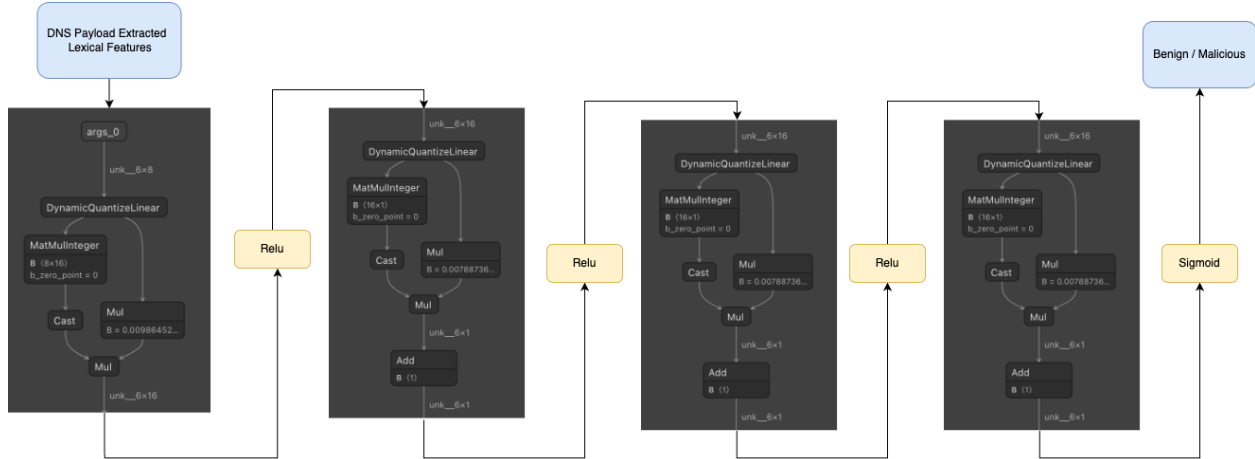 DNS Payload Extracted
Lexical Features
args_0
unk__6×8
DynamicQuantizeLinear
MatMulInteger
B ⟨8×16⟩
b_zero_point = 0
Cast
Mul
B = 0.00986452...
Mul
unk__6×16
Relu
unk__6×16
DynamicQuantizeLinear
MatMulInteger
B ⟨16×1⟩
b_zero_point = 0
Cast
Mul
B = 0.00788736...
Mul
unk__6×1
Add
B ⟨1⟩
unk__6×1
Relu
unk__6×16
DynamicQuantizeLinear
MatMulInteger
B ⟨16×1⟩
b_zero_point = 0
Cast
Mul
B = 0.00788736...
Mul
unk__6×1
Add
B ⟨1⟩
unk__6×1
Relu
unk__6×16
DynamicQuantizeLinear
MatMulInteger
B ⟨16×1⟩
b_zero_point = 0
Cast
Mul
B = 0.00788736...
Mul
unk__6×1
Add
B ⟨1⟩
unk__6×1
Sigmoid
Benign / Malicious